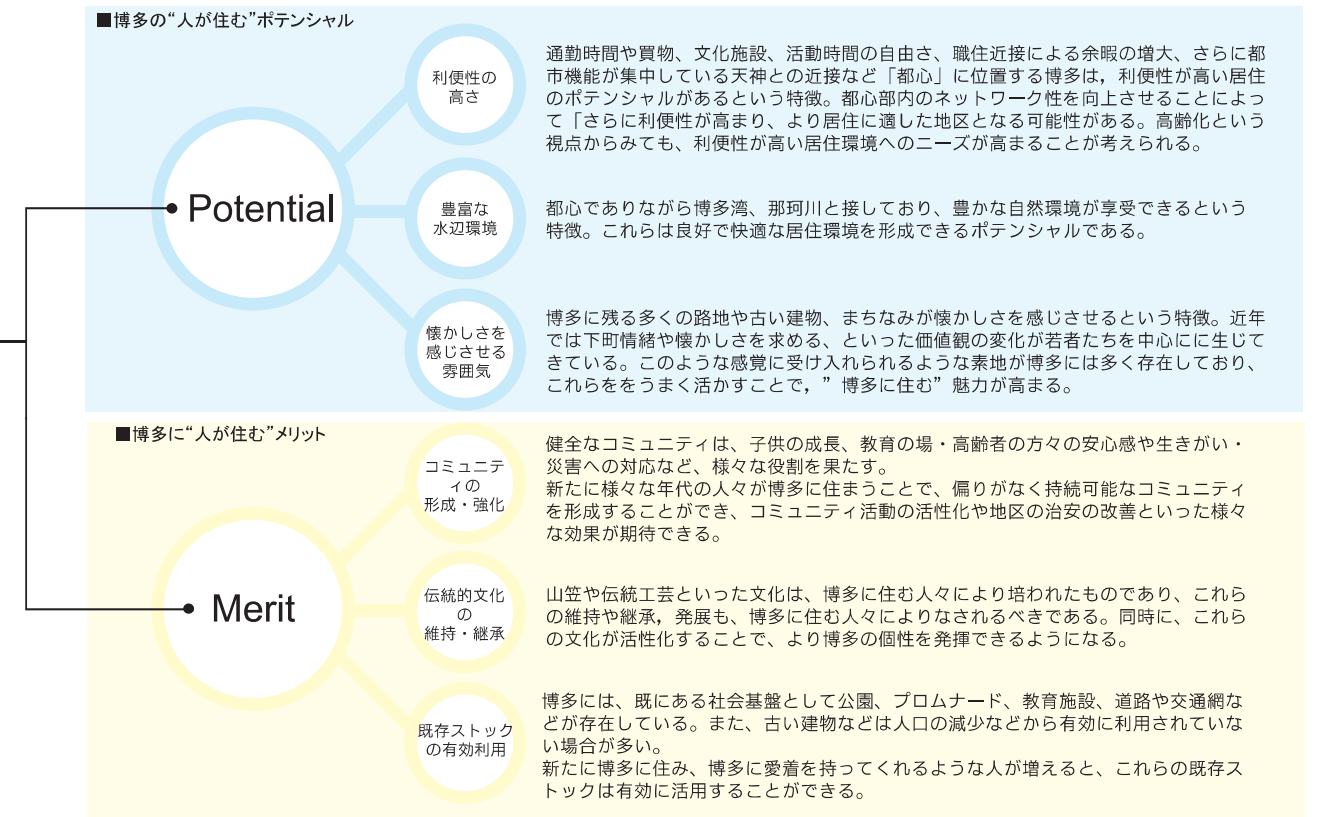 ■博多の“人が住む”ポテンシャル
Potential
利便性の
高さ
通勤時間や買物、文化施設、活動時間の自由さ、職住近接による余暇の増大、さらに都
市機能が集中している天神との近接など「都心」に位置する博多は，利便性が高い居住
のポテンシャルがあるという特徴。都心部内のネットワーク性を向上させることによっ
て「さらに利便性が高まり、より居住に適した地区となる可能性がある。高齢化という
視点からみても、利便性が高い居住環境へのニーズが高まることが考えられる。
豊富な
水辺環境
都心でありながら博多湾、那珂川と接しており、豊かな自然環境が享受できるという
特徴。これらは良好で快適な居住環境を形成できるポテンシャルである。
懐かしさを
感じさせる
雰囲気
博多に残る多くの路地や古い建物、まちなみが懐かしさを感じさせるという特徴。近年
では下町情緒や懐かしさを求める、といった価値観の変化が若者たちを中心にに生じて
きている。このような感覚に受け入れられるような素地が博多には多く存在しており、
これらををうまく活かすことで，”博多に住む”魅力が高まる。
■博多に“人が住む”メリット
Merit
コミュニテ
ィの
形成・強化
健全なコミュニティは、子供の成長、教育の場・高齢者の方々の安心感や生きがい・
災害への対応など、様々な役割を果たす。
新たに様々な年代の人々が博多に住まうことで、偏りがなく持続可能なコミュニティ
を形成することができ、コミュニティ活動の活性化や地区の治安の改善といった様々
な効果が期待できる。
伝統的文化
の
維持・継承
山笠や伝統工芸といった文化は、博多に住む人々により培われたものであり、これら
の維持や継承，発展も、博多に住む人々によりなされるべきである。同時に、これら
の文化が活性化することで、より博多の個性を発揮できるようになる。
既存ストック
の有効利用
博多には、既にある社会基盤として公園、プロムナード、教育施設、道路や交通網な
どが存在している。また、古い建物などは人口の減少などから有効に利用されていな
い場合が多い。
新たに博多に住み、博多に愛着を持ってくれるような人が増えると、これらの既存ス
トックは有効に活用することができる。